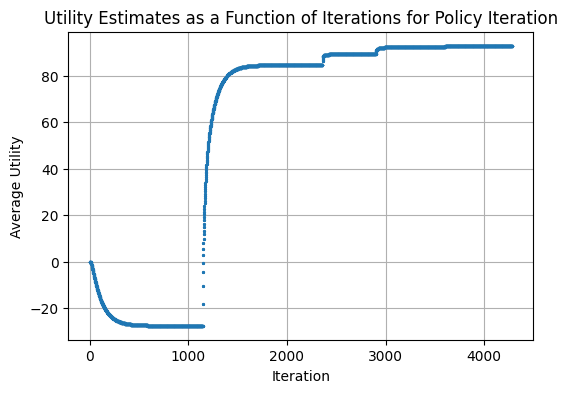 Utility Estimates as a Function of Iterations for Policy Iteration
Average Utility
80
60
40
20
0
−20
0 1000 2000 3000 4000
Iteration